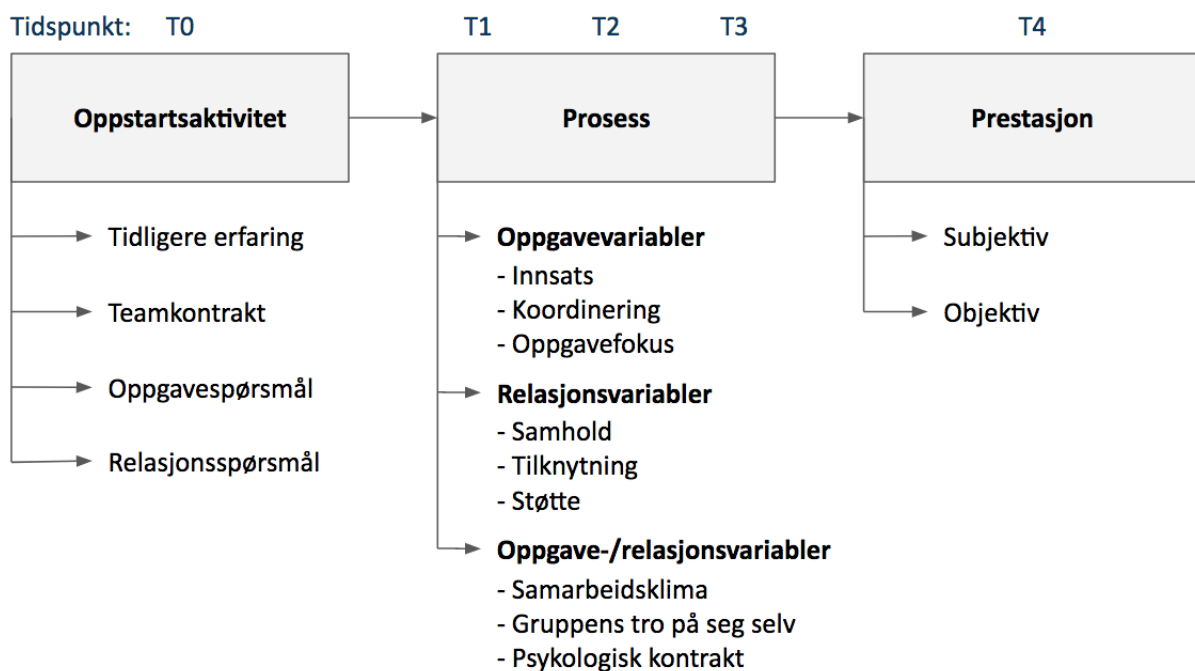 Tidspunkt: T0 T1 T2 T3 T4
Oppstartsaktivitet
Prosess
Prestasjon
Tidligere erfaring
Teamkontrakt
Oppgavespørsmål
Relasjonsspørsmål
Oppgavevariabler
- Innsats
- Koordinering
- Oppgavefokus
Relasjonsvariabler
- Samhold
- Tilknytning
- Støtte
Oppgave-/relasjonsvariabler
- Samarbeidsklima
- Gruppens tro på seg selv
- Psykologisk kontrakt
Subjektiv
Objektiv